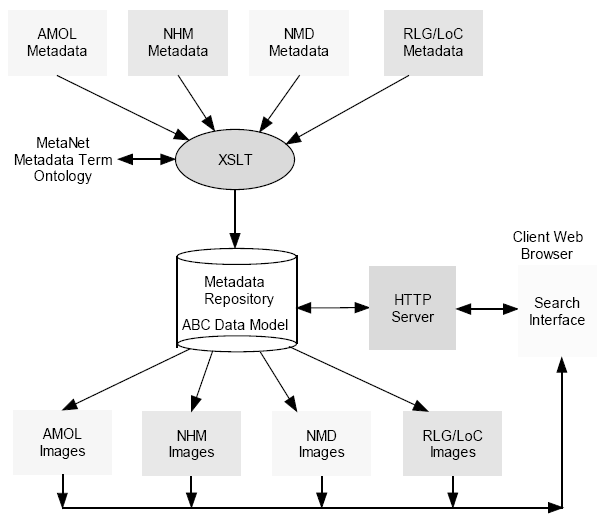 AMOL
Metadata
NHM
Metadata
NMD
Metadata
RLG/LoC
Metadata
MetaNet
Metadata Term
Ontology
XSLT
Client Web
Browser
Metadata
Repository
ABC Data Model
HTTP
Server
Search
Interface
AMOL
Images
NHM
Images
NMD
Images
RLG/LoC
Images